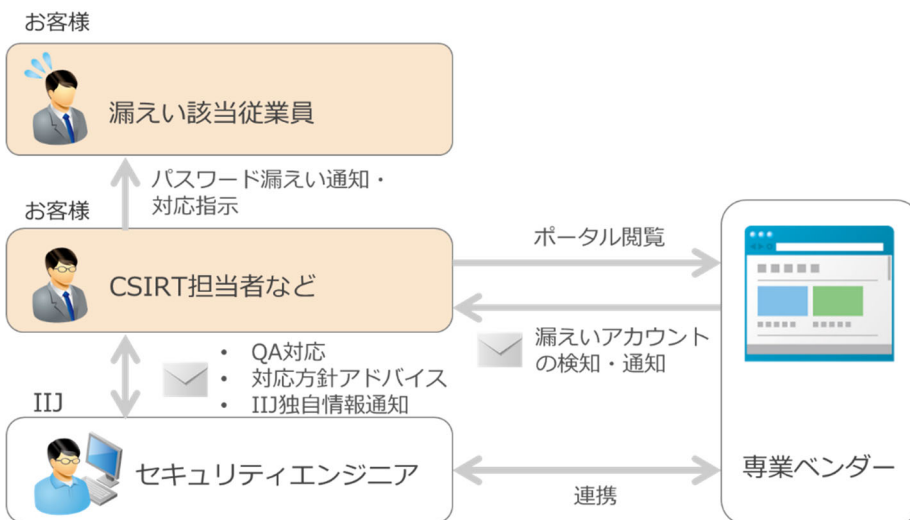 お客様
漏えい該当従業員
パスワード漏えい通知・
対応指示
お客様
CSIRT担当者など
ポータル閲覧
漏えいアカウント
の検知・通知
• QA対応
• 対応方針アドバイス
• IIJ独自情報通知
IIJ
セキュリティエンジニア
連携
専業ベンダー